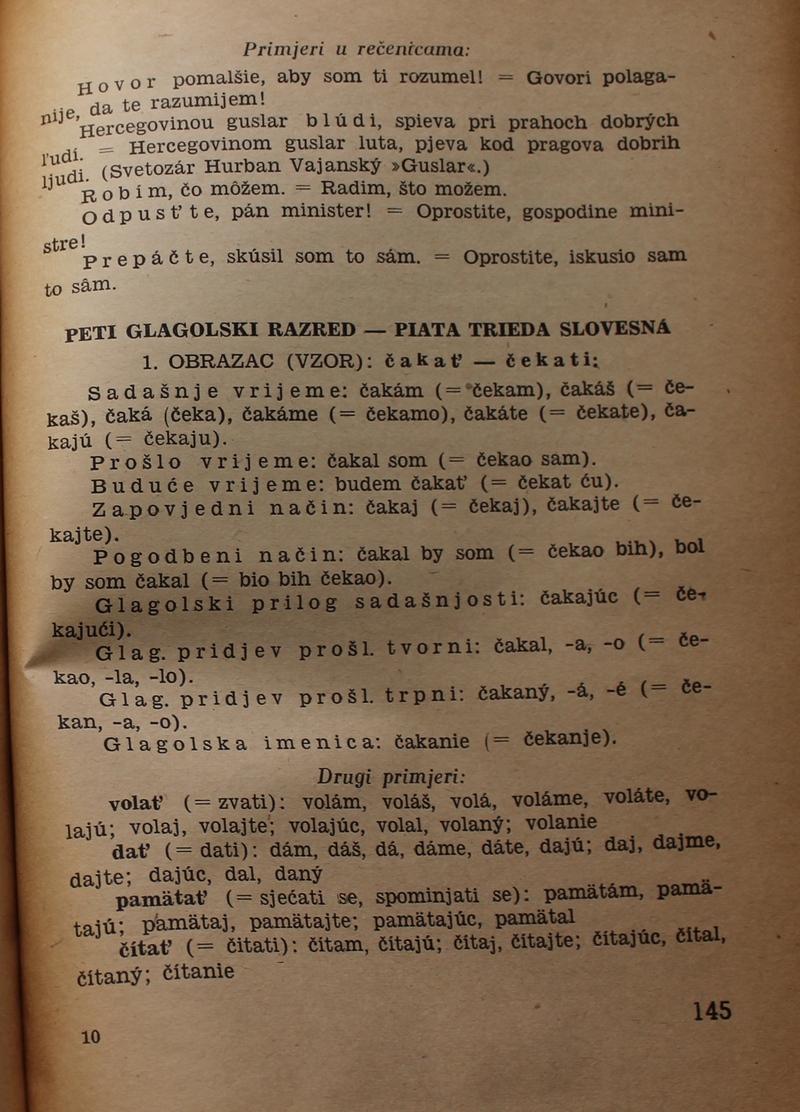 Primjeri u rečenicama:
Hovor pomalšie, aby som ti rozumel! = Govori polaga-
nije, da te razumijem!
Hercegovinou guslar blúdi, spieva pri prahoch dobrých
ľudí. = Hercegovinom guslar luta, pjeva kod pragova dobrih
ljudi. (Svetozár Hurban Vajanský »Guslar«.)
Robím, čo môžem. = Radim, što možem.
Odpusťte, pán minister! = Oprostite, gospodine mini-
stre!
Prepáčte, skúsil som to sám. = Oprostite, iskusio sam
to sâm.
PETI GLAGOLSKI RAZRED — PIATA TRIEDA SLOVESNÁ
1. OBRAZAC (VZOR): čakať — čekati:
Sadašnje vrijeme: čakám (= čekam), čakáš (= če-
kaš), čaká (čeka), čakáme (= čekamo), čakáte (= čekate), ča-
kajú (= čekaju).
Prošlo vrijeme: čakal som (= čekao sam).
Buduće vrijeme: budem čakať (= čekat ću).
Zapovjedni način: čakaj (= čekaj), čakajte (= če-
kajte).
Pogodbeni način: čakal by som (= čekao bih), bol
by som čakal (= bio bih čekao).
Glagolski prilog sadašnjosti: čakajúc (= če-
kajući).
Glag. pridjev prošl. tvorni: čakal, -a, -o (= če-
kao, -la, -lo).
Glag. pridjev prošl. trpni: čakaný, -á, -é (= če-
kan, -a, -o).
Glagolska imenica: čakanie (= čekanje).
Drugi primjeri:
volať (= zvati): volám, voláš, volá, voláme, voláte, vo-
lajú; volaj, volajte; volajúc, volal, volaný; volanie
dať (= dati): dám, dáš, dá, dáme, dáte, dajú; daj, dajme,
dajte; dajúc, dal, daný
pamätať (= sjećati se, spominjati se): pamätám, pamä-
tajú; pamätaj, pamätajte; pamätajúc, pamätal
čítať (= čitati): čítam, čítajú; čítaj, čítajte; čítajúc, čítal,
čítaný; čítanie
145
10